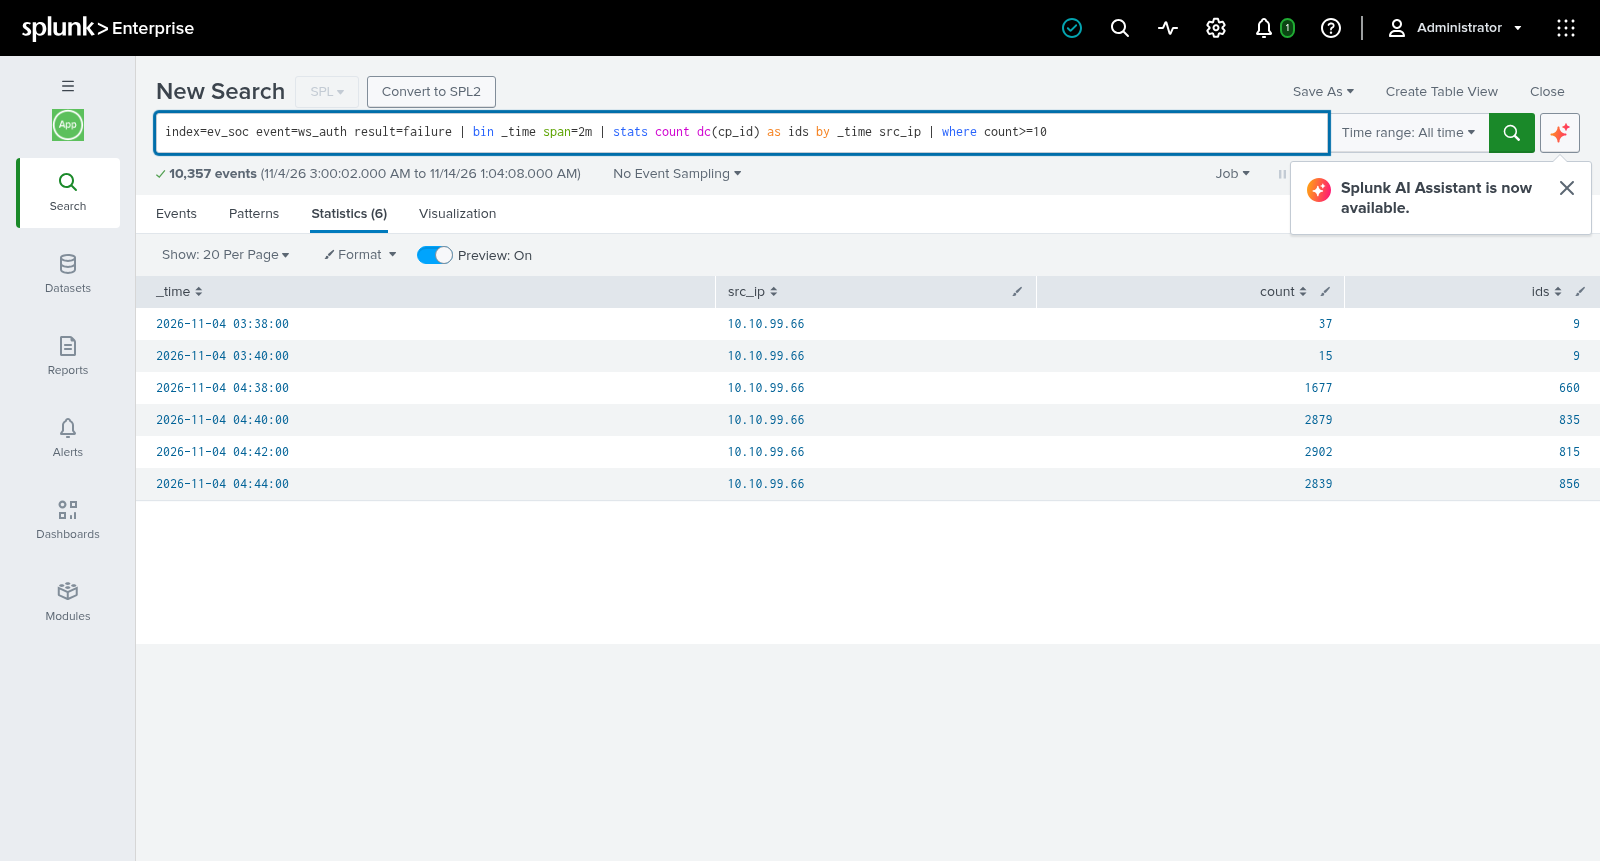 splunk> Enterprise
1
Administrator
App
Search
Datasets
Reports
Alerts
Dashboards
Modules
New Search
SPL
Convert to SPL2
Save As
Create Table View
Close
index=ev_soc event=ws_auth result=failure | bin _time span=2m | stats count dc(cp_id) as ids by _time src_ip | where count>=10
Time range: All time
10,357 events (11/4/26 3:00:02.000 AM to 11/14/26 1:04:08.000 AM)
No Event Sampling
Job
Splunk AI Assistant is now
available.
Events
Patterns
Statistics (6)
Visualization
Show: 20 Per Page
Format
Preview: On
_time src_ip count ids
2026-11-04 03:38:00 10.10.99.66 37 9
2026-11-04 03:40:00 10.10.99.66 15 9
2026-11-04 04:38:00 10.10.99.66 1677 660
2026-11-04 04:40:00 10.10.99.66 2879 835
2026-11-04 04:42:00 10.10.99.66 2902 815
2026-11-04 04:44:00 10.10.99.66 2839 856